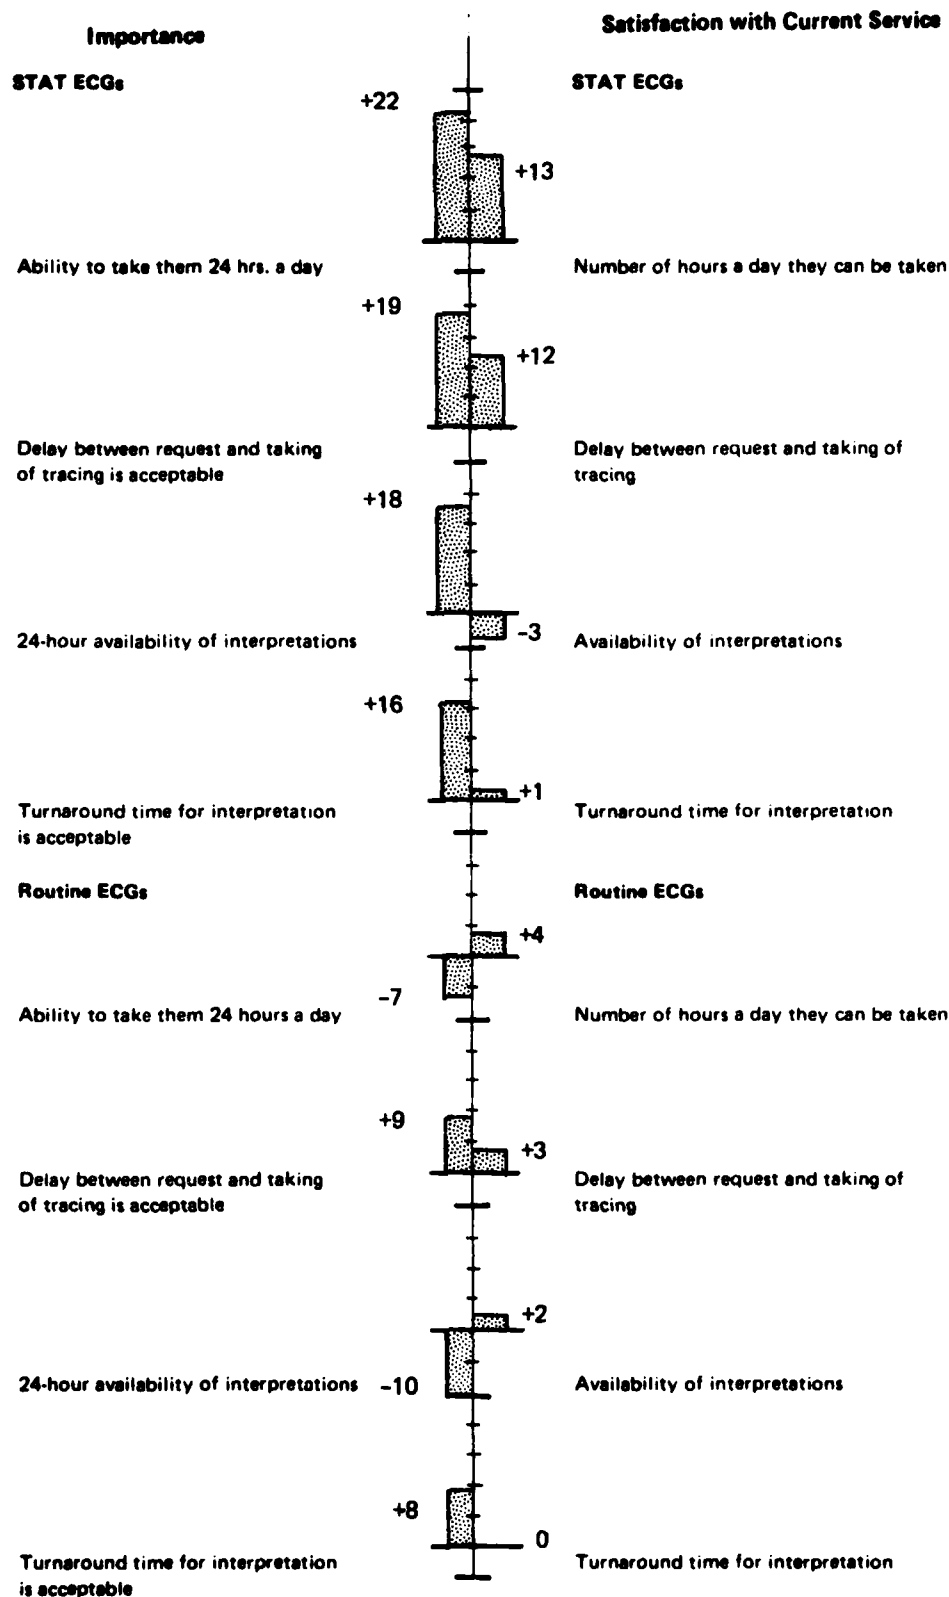 Importance
Satisfaction with Current Service
STAT ECGs
STAT ECGs
+22
+13
Ability to take them 24 hrs. a day
Number of hours a day they can be taken
+19
+12
Delay between request and taking
of tracing is acceptable
Delay between request and taking of
tracing
+18
-3
24-hour availability of interpretations
Availability of interpretations
+16
+1
Turnaround time for interpretation
is acceptable
Turnaround time for interpretation
Routine ECGs
Routine ECGs
+4
-7
Ability to take them 24 hours a day
Number of hours a day they can be taken
+9
+3
Delay between request and taking
of tracing is acceptable
Delay between request and taking of
tracing
+2
-10
24-hour availability of interpretations
Availability of interpretations
+8
0
Turnaround time for interpretation
is acceptable
Turnaround time for interpretation